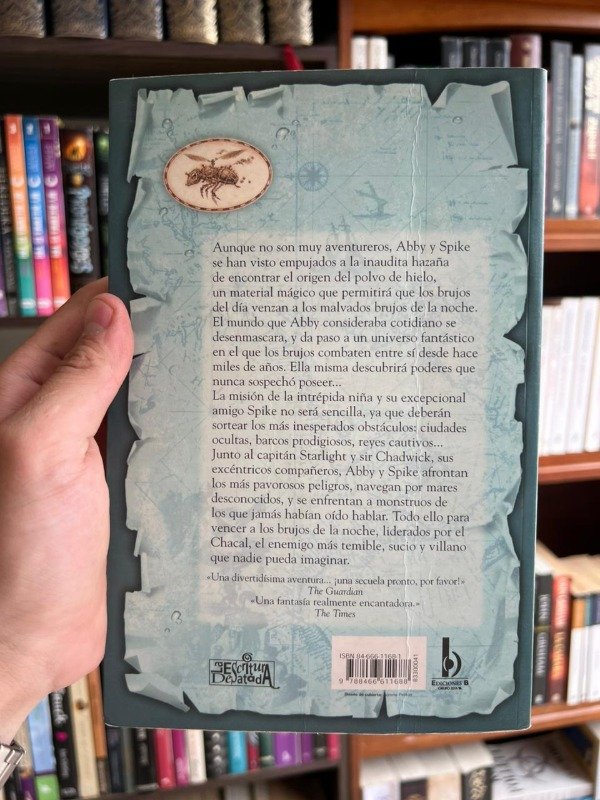 Aunque no son muy aventureros, Abby y Spike
se han visto empujados a la inaudita hazaña
de encontrar el origen del polvo de hielo,
un material mágico que permitirá que los brujos
del día venzan a los malvados brujos de la noche.
El mundo que Abby consideraba cotidiano se
desenmascara, y da paso a un universo fantástico
en el que los brujos combaten entre sí desde hace
miles de años. Ella misma descubrirá poderes que
nunca sospechó poseer...
La misión de la intrépida niña y su excepcional
amigo Spike no será sencilla, ya que deberán
sortear los más inesperados obstáculos: ciudades
ocultas, barcos prodigiosos, reyes cautivos...
Junto al capitán Starlight y sir Chadwick, sus
excéntricos compañeros, Abby y Spike afrontan
los más pavorosos peligros, navegan por mares
desconocidos, y se enfrentan a monstruos de
los que jamás habían oído hablar. Todo ello para
vencer a los brujos de la noche, liderados por el
Chacal, el enemigo más temible, sucio y villano
que nadie pueda imaginar.
«Una divertidísima aventura... ¡una secuela pronto, por favor!»
The Guardian
«Una fantasía realmente encantadora.»
The Times
La Escritura
Desatada
ISBN 84-666-1168-1
9 788466 611688
8330041
Diseño de cubierta:
b
EDICIONES B
GRUPO ZETA